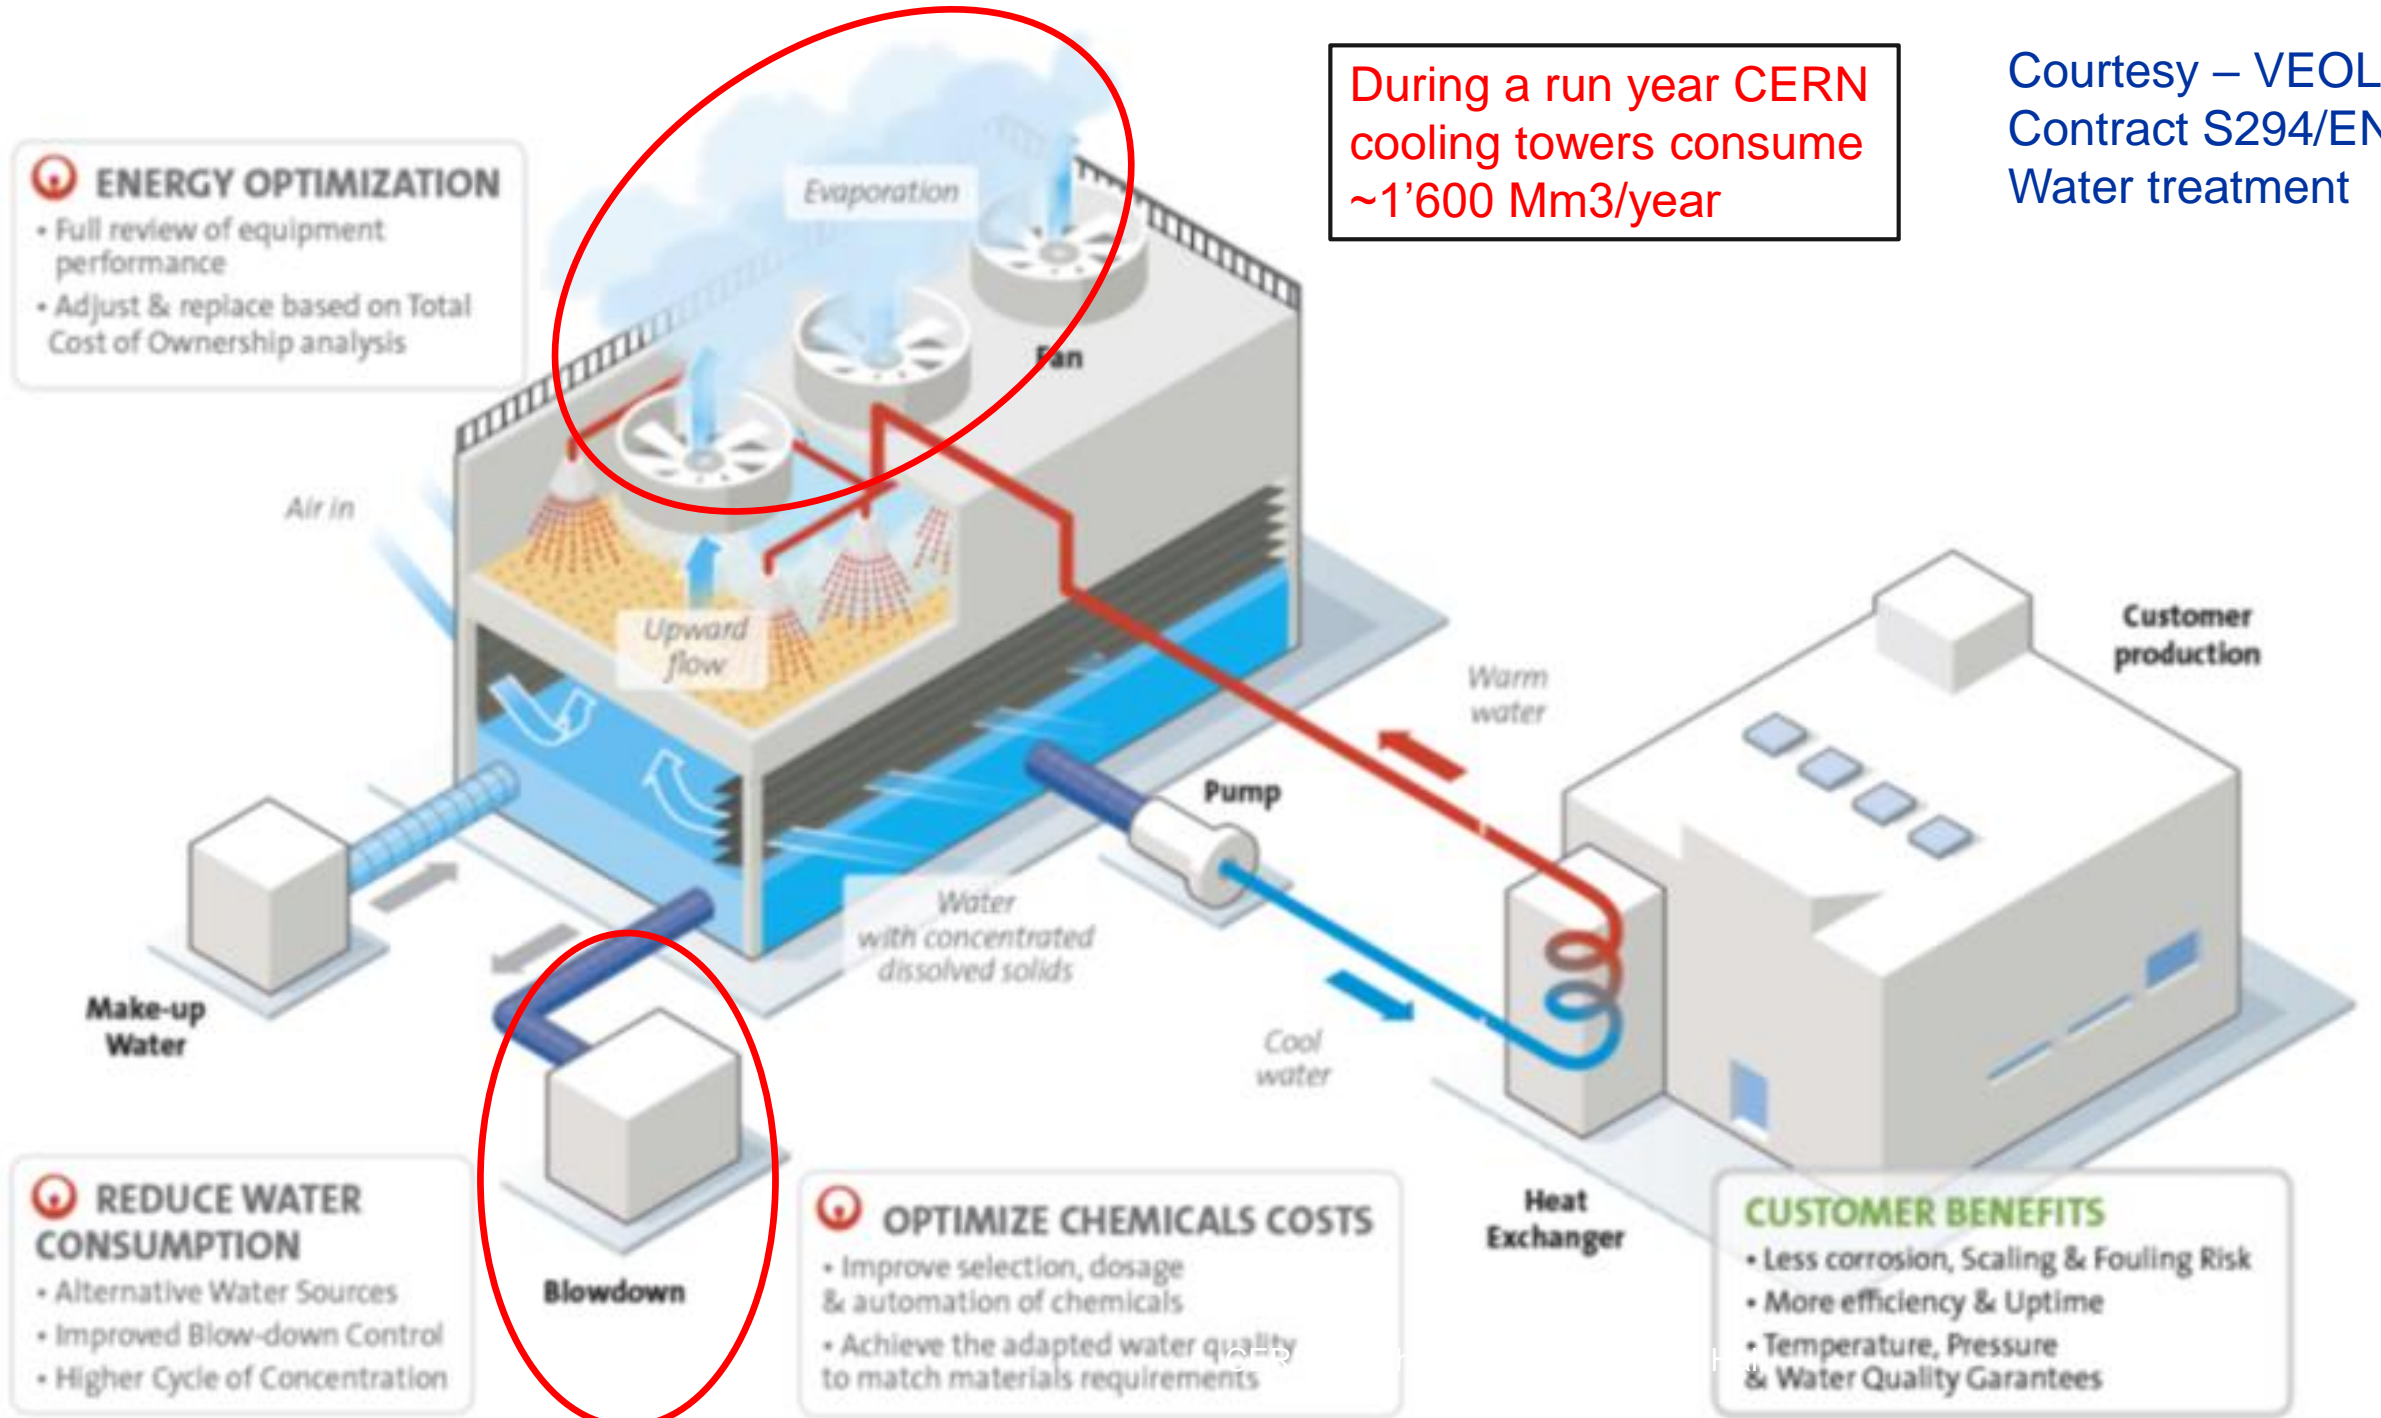 During a run year CERN
cooling towers consume
~1’600 Mm3/year
Courtesy – VEOL
Contract S294/EN
Water treatment
ENERGY OPTIMIZATION
• Full review of equipment
performance
• Adjust & replace based on Total
Cost of Ownership analysis
Evaporation
Fan
Air in
Upward
flow
Warm
water
Customer
production
Pump
Water
with concentrated
dissolved solids
Cool
water
Make-up
Water
Blowdown
Heat
Exchanger
REDUCE WATER
CONSUMPTION
• Alternative Water Sources
• Improved Blow-down Control
• Higher Cycle of Concentration
OPTIMIZE CHEMICALS COSTS
• Improve selection, dosage
& automation of chemicals
• Achieve the adapted water quality
to match materials requirements
CUSTOMER BENEFITS
• Less corrosion, Scaling & Fouling Risk
• More efficiency & Uptime
• Temperature, Pressure
& Water Quality Garantees